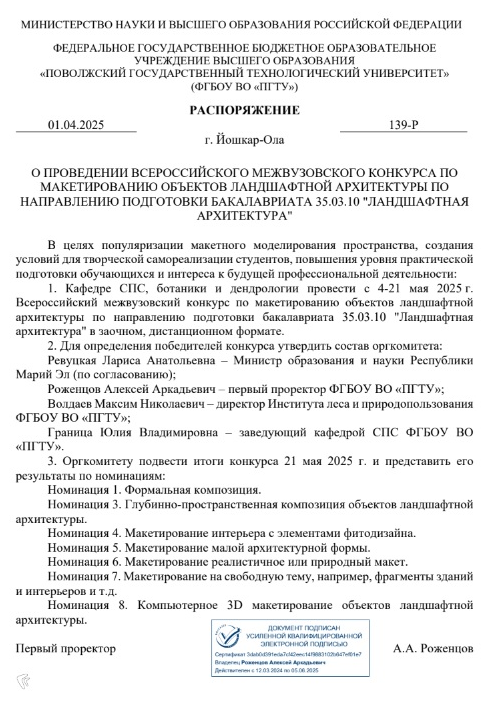 МИНИСТЕРСТВО НАУКИ И ВЫСШЕГО ОБРАЗОВАНИЯ РОССИЙСКОЙ ФЕДЕРАЦИИ
ФЕДЕРАЛЬНОЕ ГОСУДАРСТВЕННОЕ БЮДЖЕТНОЕ ОБРАЗОВАТЕЛЬНОЕ
УЧРЕЖДЕНИЕ ВЫСШЕГО ОБРАЗОВАНИЯ
«ПОВОЛЖСКИЙ ГОСУДАРСТВЕННЫЙ ТЕХНОЛОГИЧЕСКИЙ УНИВЕРСИТЕТ»
(ФГБОУ ВО «ПГТУ»)
РАСПОРЯЖЕНИЕ
01.04.2025 139-Р
г. Йошкар-Ола
О ПРОВЕДЕНИИ ВСЕРОССИЙСКОГО МЕЖВУЗОВСКОГО КОНКУРСА ПО
МАКЕТИРОВАНИЮ ОБЪЕКТОВ ЛАНДШАФТНОЙ АРХИТЕКТУРЫ ПО
НАПРАВЛЕНИЮ ПОДГОТОВКИ БАКАЛАВРИАТА 35.03.10 "ЛАНДШАФТНАЯ
АРХИТЕКТУРА"
В целях популяризации макетного моделирования пространства, создания
условий для творческой самореализации студентов, повышения уровня практической
подготовки обучающихся и интереса к будущей профессиональной деятельности:
1. Кафедре СПС, ботаники и дендрологии провести с 4-21 мая 2025 г.
Всероссийский межвузовский конкурс по макетированию объектов ландшафтной
архитектуры по направлению подготовки бакалавриата 35.03.10 "Ландшафтная
архитектура" в заочном, дистанционном формате.
2. Для определения победителей конкурса утвердить состав оргкомитета:
Ревуцкая Лариса Анатольевна – Министр образования и науки Республики
Марий Эл (по согласованию);
Роженцов Алексей Аркадьевич – первый проректор ФГБОУ ВО «ПГТУ»;
Волдаев Максим Николаевич – директор Института леса и природопользования
ФГБОУ ВО «ПГТУ»;
Граница Юлия Владимировна – заведующий кафедрой СПС ФГБОУ ВО
«ПГТУ».
3. Оргкомитету подвести итоги конкурса 21 мая 2025 г. и представить его
результаты по номинациям:
Номинация 1. Формальная композиция.
Номинация 3. Глубинно-пространственная композиция объектов ландшафтной
архитектуры.
Номинация 4. Макетирование интерьера с элементами фитодизайна.
Номинация 5. Макетирование малой архитектурной формы.
Номинация 6. Макетирование реалистичное или природный макет.
Номинация 7. Макетирование на свободную тему, например, фрагменты зданий
и интерьеров и т.д.
Номинация 8. Компьютерное 3D макетирование объектов ландшафтной
архитектуры.
ДОКУМЕНТ ПОДПИСАН
УСИЛЕННОЙ КВАЛИФИЦИРОВАННОЙ
ЭЛЕКТРОННОЙ ПОДПИСЬЮ
Сертификат
Владелец Роженцов Алексей Аркадьевич
Действителен с 12.03.2024 по 05.06.2025
Первый проректор А.А. Роженцов